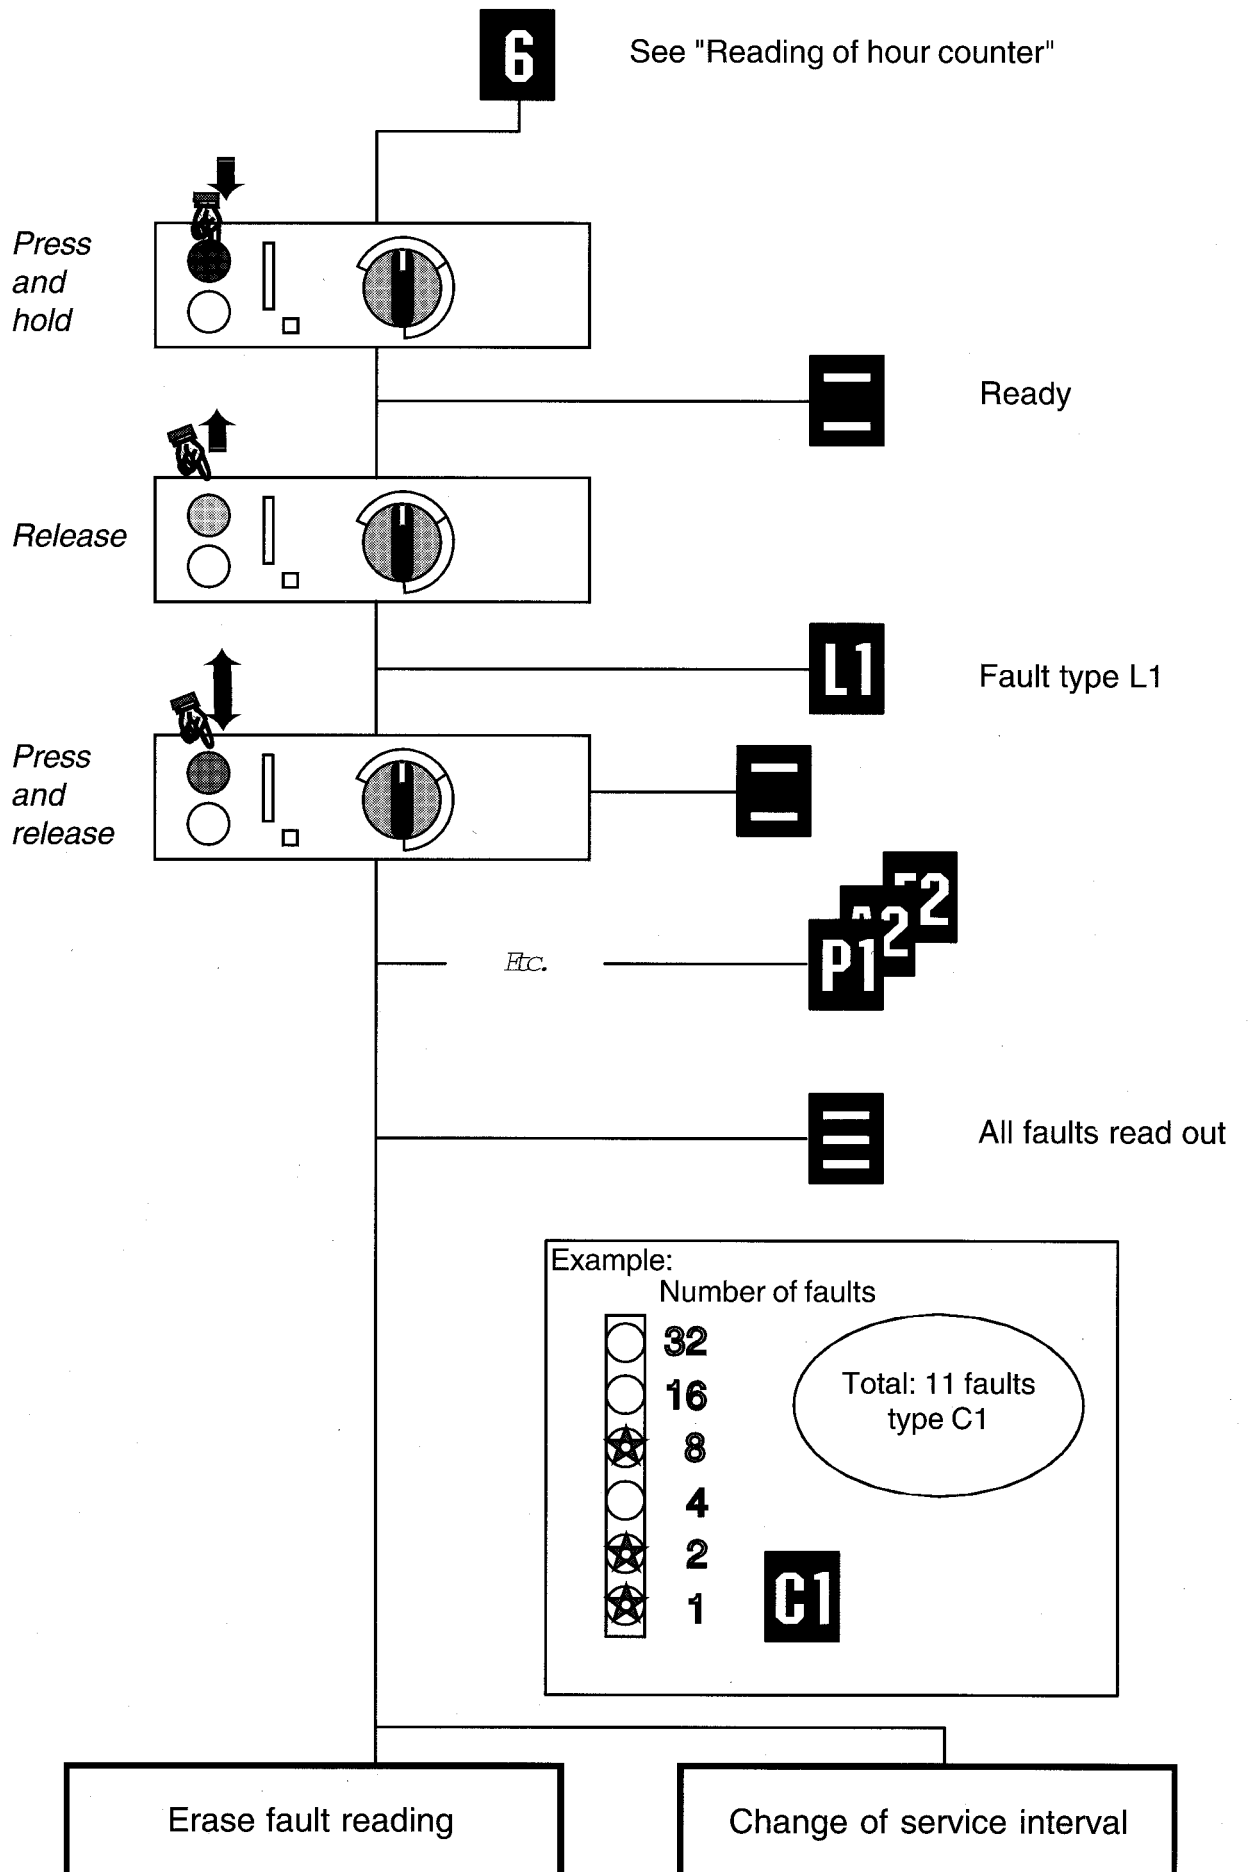 6
See "Reading of hour counter"
Press
and
hold
Ready
Release
L1
Fault type L1
Press
and
release
2
A2
P1
Etc.
All faults read out
Example:
Number of faults
32
16
8
4
2
1
Total: 11 faults
type C1
C1
Erase fault reading
Change of service interval